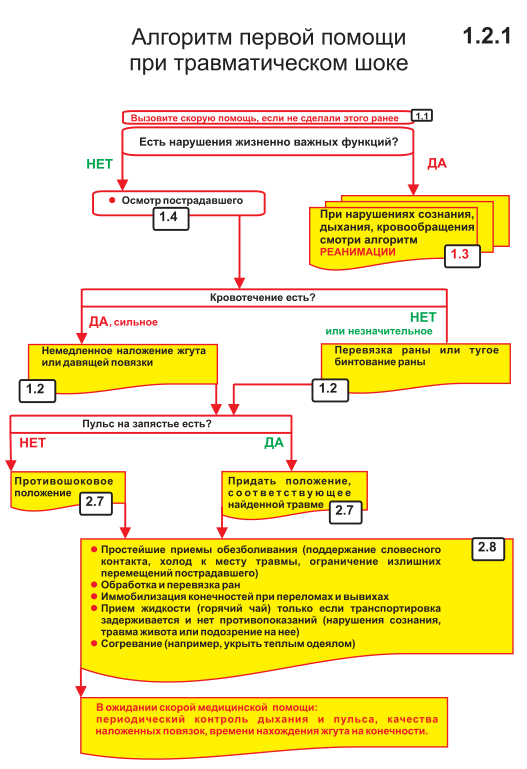 Алгоритм первой помощи
при травматическом шоке
1.2.1
Вызовите скорую помощь, если не сделали этого ранее
1.1
Есть нарушения жизненно важных функций?
НЕТ
ДА
Осмотр пострадавшего
1.4
При нарушениях сознания,
дыхания, кровообращения
смотри алгоритм
РЕАНИМАЦИИ
1.3
Кровотечение есть?
ДА, сильное
НЕТ
или незначительное
Немедленное наложение жгута
или давящей повязки
1.2
Перевязка раны или тугое
бинтование раны
1.2
Пульс на запястье есть?
НЕТ
ДА
Противошоковое
положение
2.7
Придать положение,
соответствующее
найденной травме
2.7
2.8
Простейшие приемы обезболивания (поддержание словесного
контакта, холод к месту травмы, ограничение излишних
перемещений пострадавшего)
Обработка и перевязка ран
Иммобилизация конечностей при переломах и вывихах
Прием жидкости (горячий чай) только если транспортировка
задерживается и нет противопоказаний (нарушения сознания,
травма живота или подозрение на нее)
Согревание (например, укрыть теплым одеялом)
В ожидании скорой медицинской помощи:
периодический контроль дыхания и пульса, качества
наложенных повязок, времени нахождения жгута на конечности.